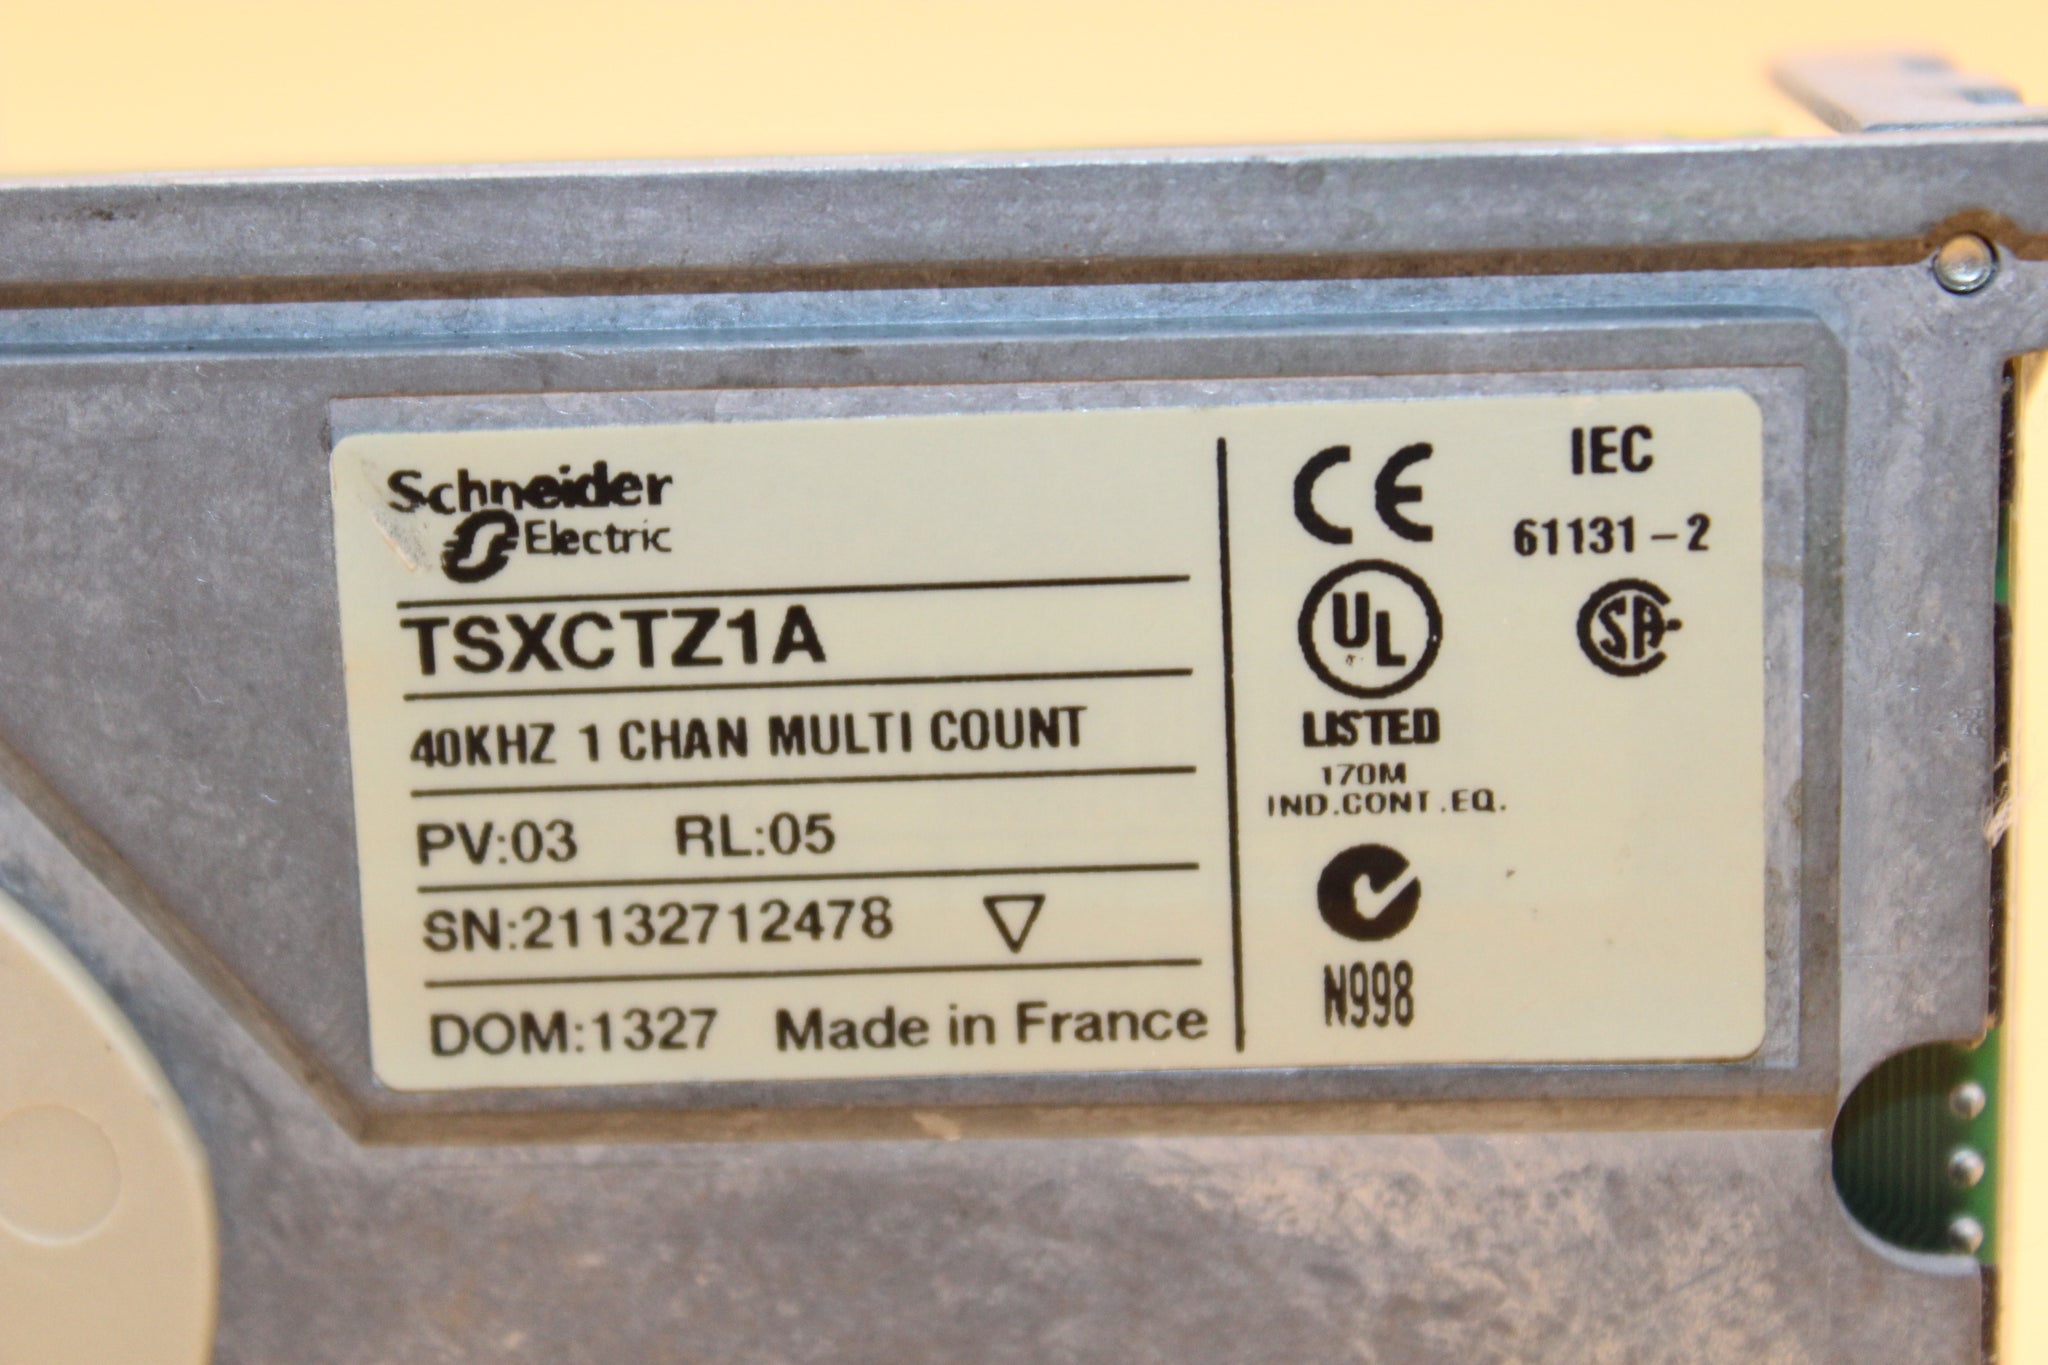 Schneider
Electric
TSXCTZ1A
40KHZ 1 CHAN MULTI COUNT
PV:03 RL:05
SN:21132712478
DOM:1327 Made in France
CE
IEC
61131-2
UL
SA
LISTED
170M
IND.CONT.EQ.
N998